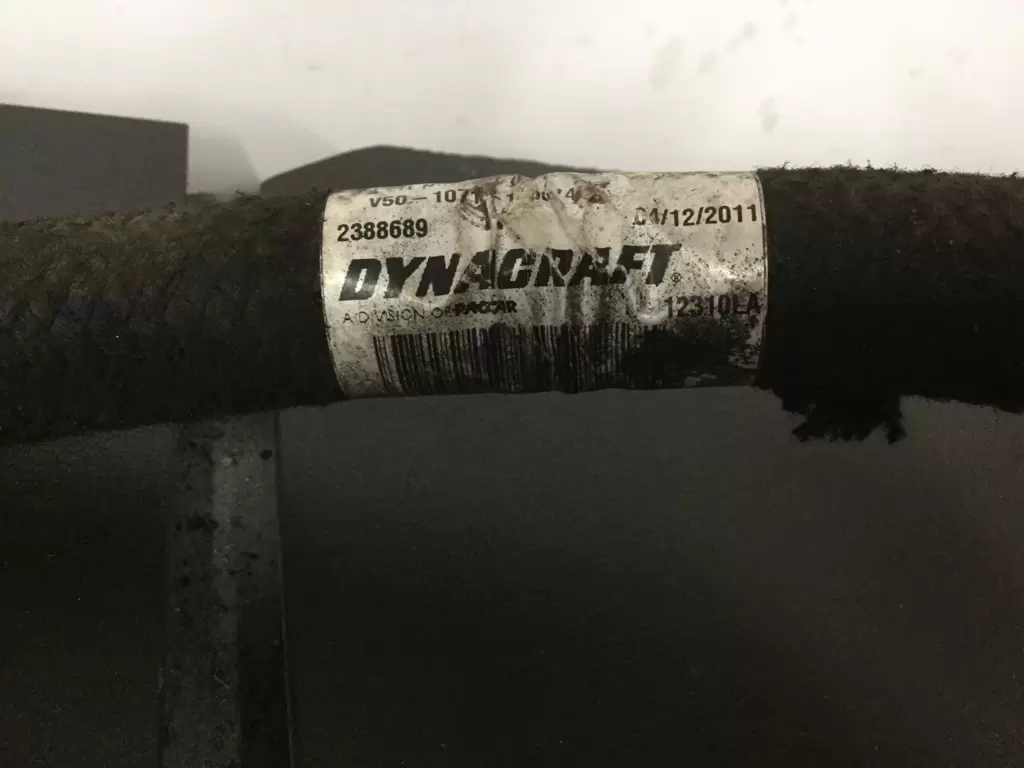 2388689
04/12/2011
DYNACRAFT®
A DIVISION OF PACCAR
12310LA